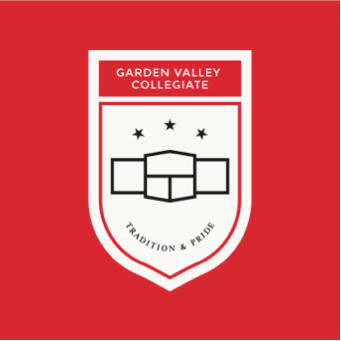 GARDEN VALLEY
COLLEGIATE
TRADITION & PRIDE